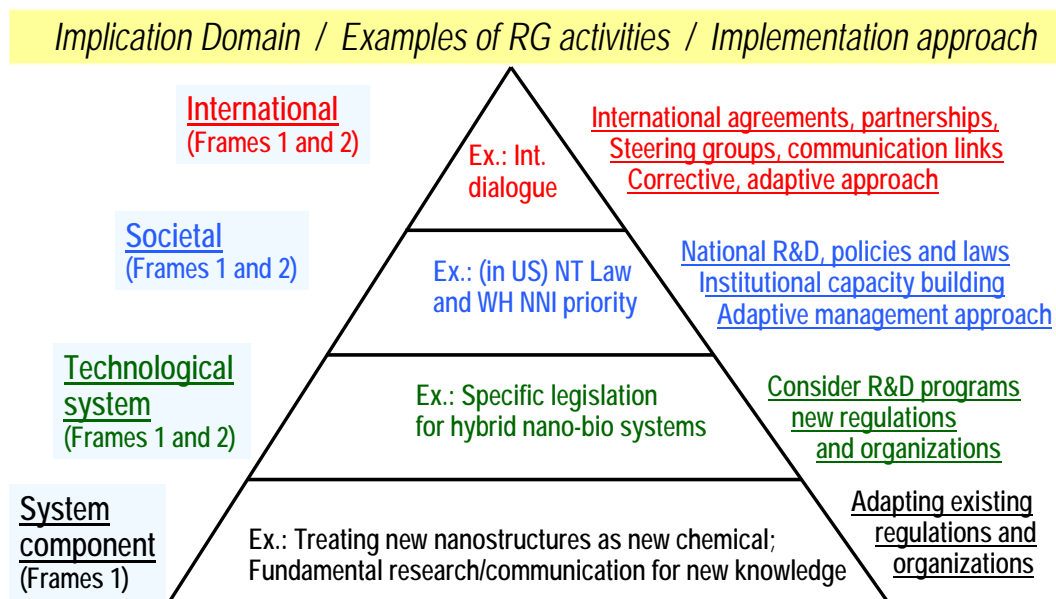 Implication Domain / Examples of RG activities / Implementation approach
International
(Frames 1 and 2)
Ex.: Int.
dialogue
International agreements, partnerships,
Steering groups, communication links
Corrective, adaptive approach
Societal
(Frames 1 and 2)
Ex.: (in US) NT Law
and WH NNI priority
National R&D, policies and laws
Institutional capacity building
Adaptive management approach
Technological
system
(Frames 1 and 2)
Ex.: Specific legislation
for hybrid nano-bio systems
Consider R&D programs
new regulations
and organizations
System
component
(Frames 1)
Ex.: Treating new nanostructures as new chemical;
Fundamental research/communication for new knowledge
Adapting existing
regulations and
organizations